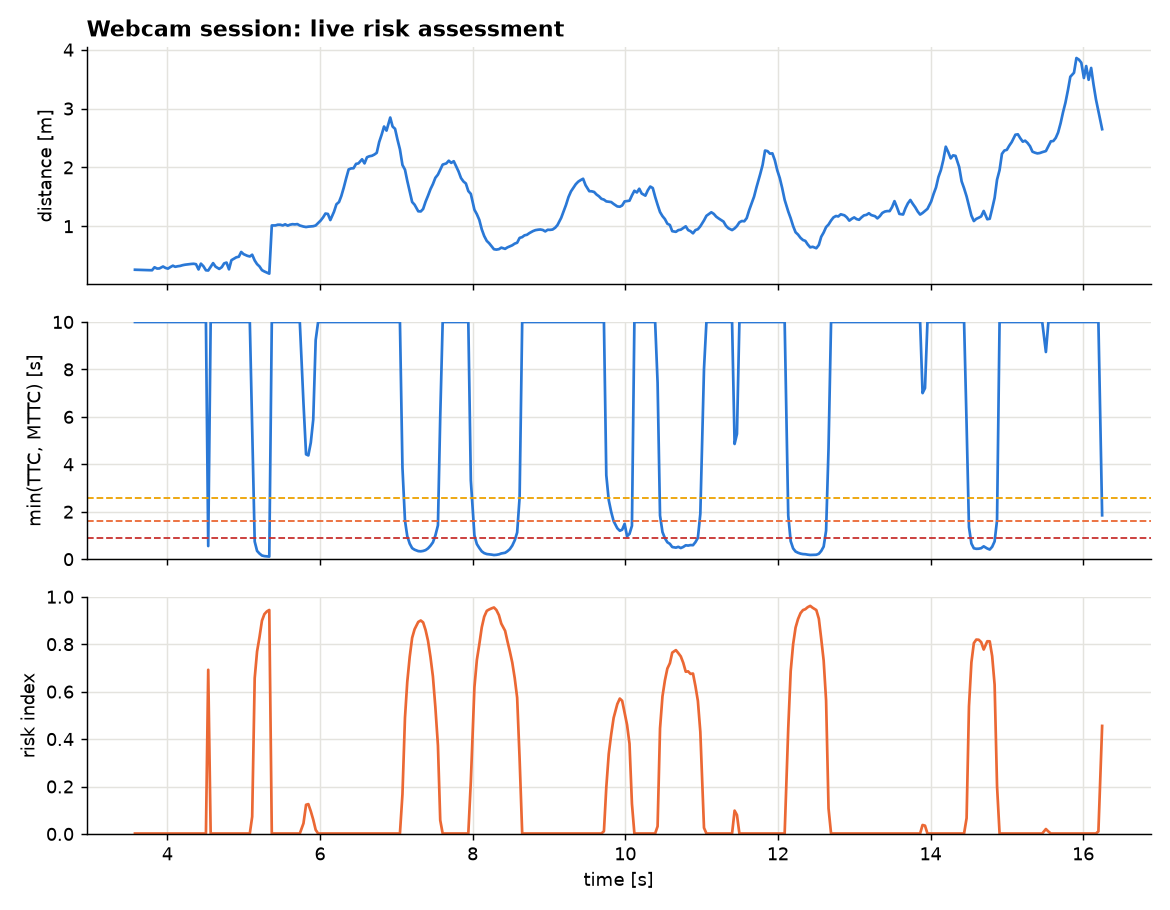 Webcam session: live risk assessment
distance [m]
4
3
2
1
min(TTC, MTTC) [s]
10
8
6
4
2
0
risk index
1.0
0.8
0.6
0.4
0.2
0.0
4 6 8 10 12 14 16
time [s]